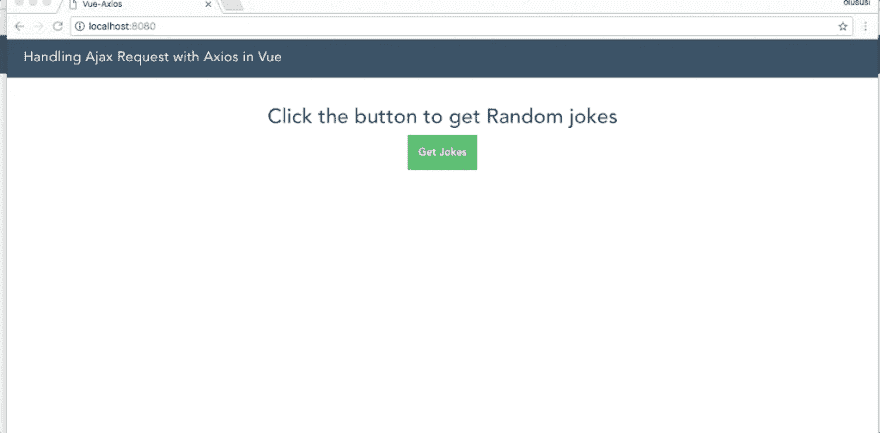 Vue-Axios
olususi
localhost:8080
Handling Ajax Request with Axios in Vue
Click the button to get Random jokes
Get Jokes